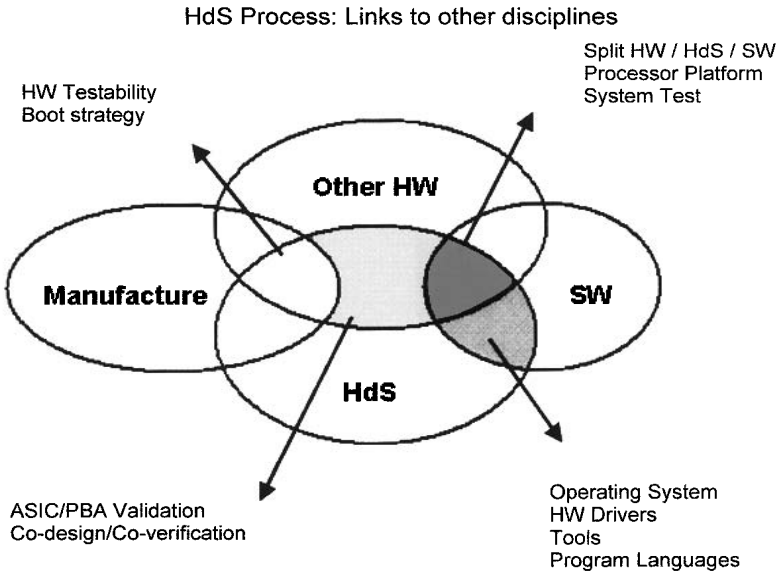 HdS Process: Links to other disciplines
Split HW / HdS / SW
Processor Platform
System Test
HW Testability
Boot strategy
Other HW
Manufacture
SW
HdS
ASIC/PBA Validation
Co-design/Co-verification
Operating System
HW Drivers
Tools
Program Languages